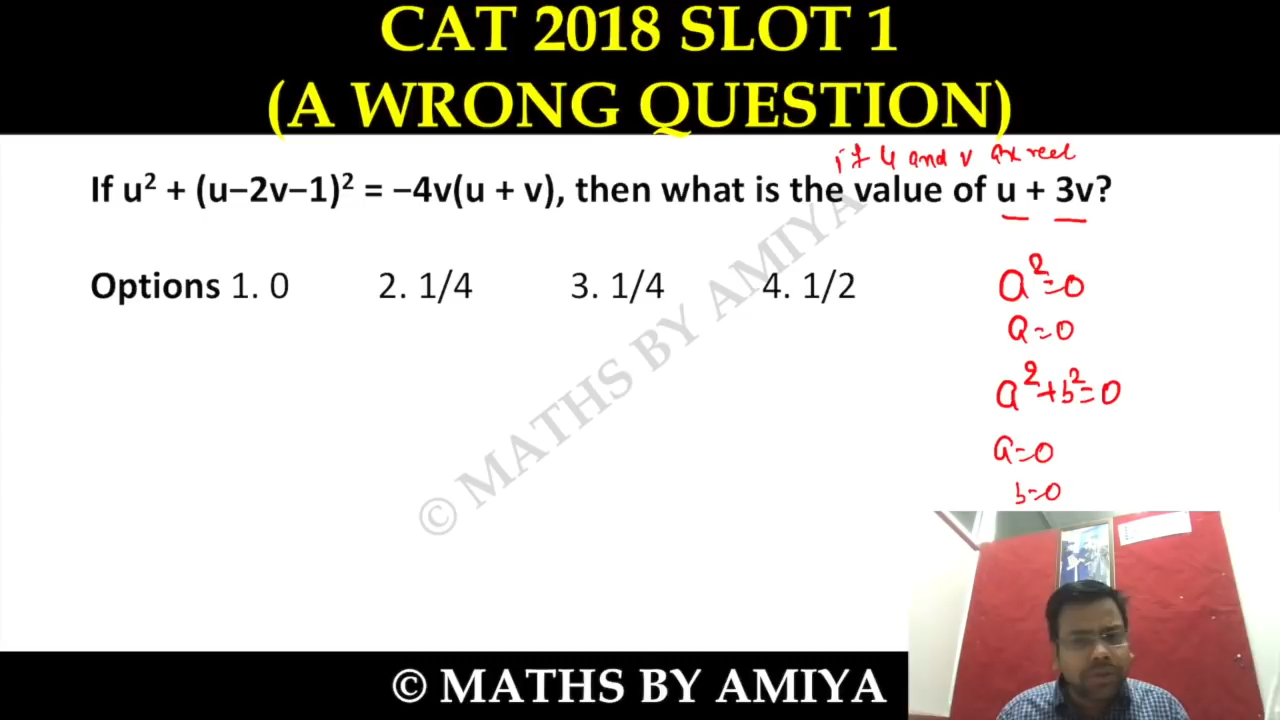 CAT 2018 SLOT 1
(A WRONG QUESTION)
if u and v are reel
If u² + (u–2v–1)² = –4v(u + v), then what is the value of u + 3v?
Options 1. 0 2. 1/4 3. 1/4 4. 1/2
a²=0
a=0
a²+b²=0
a=0
b=0
© MATHS BY AMIYA
© MATHS BY AMIYA